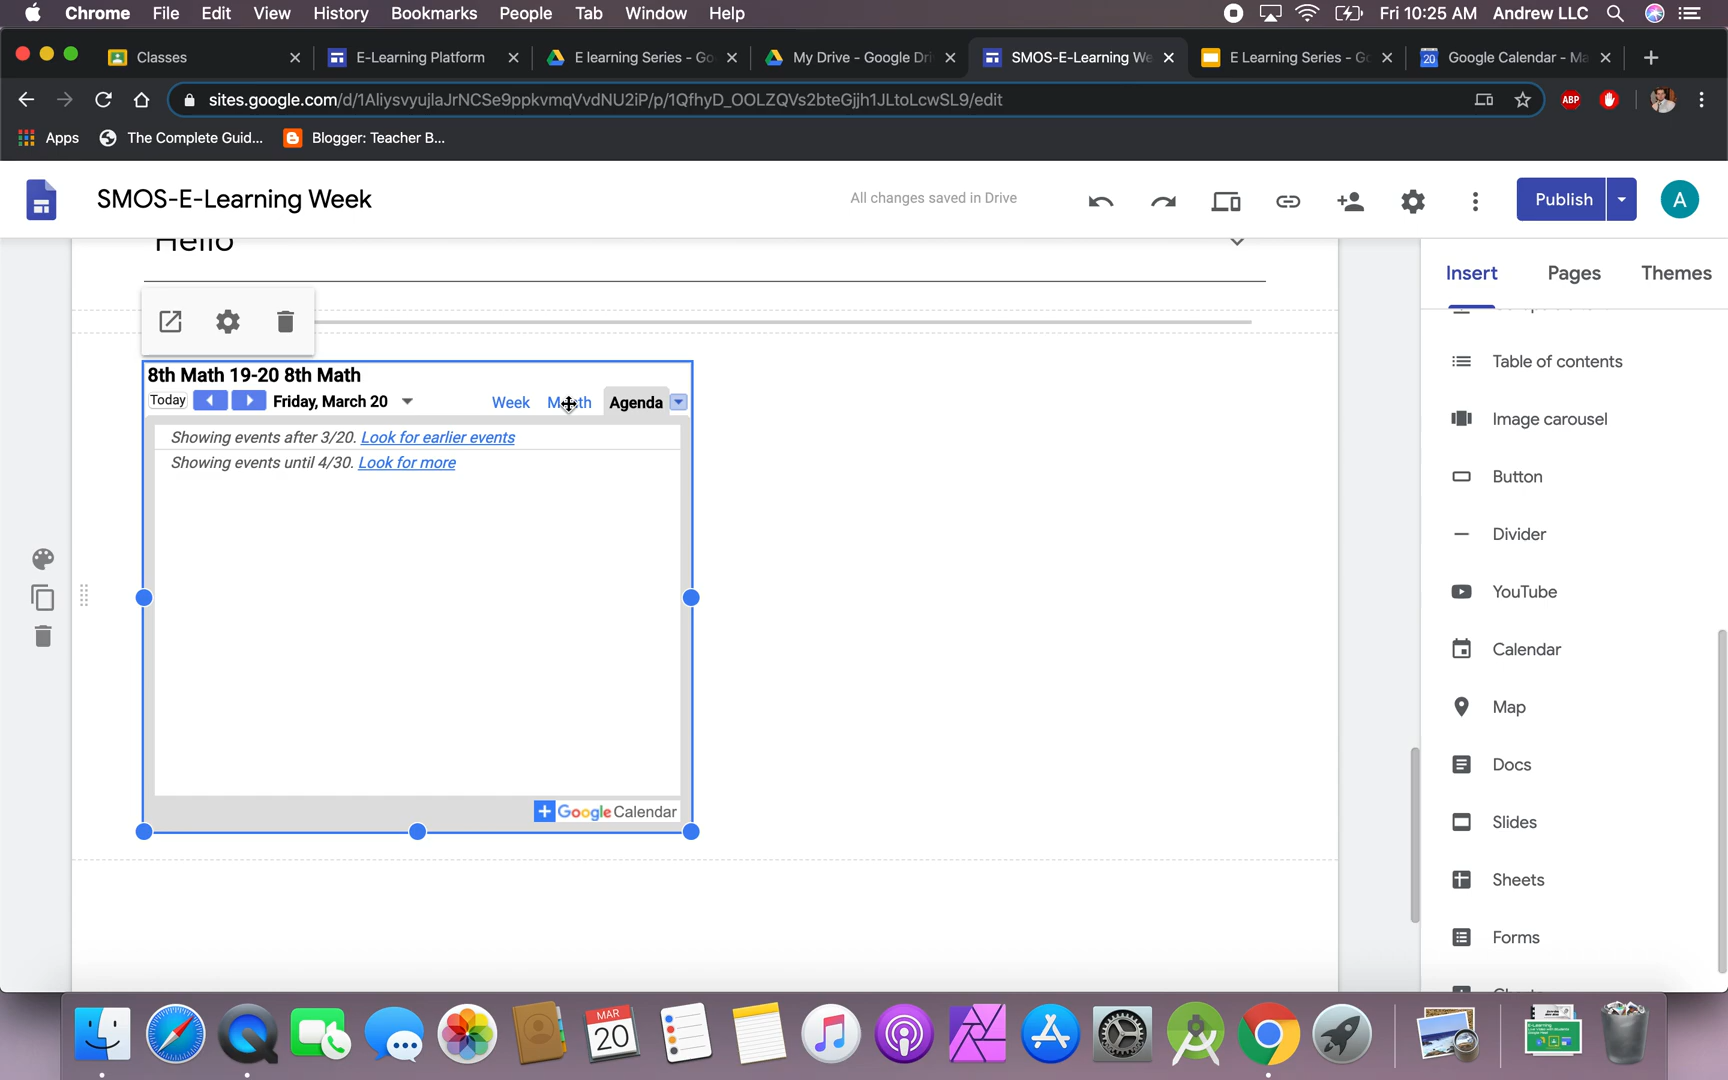 Chrome File Edit View History Bookmarks People Tab Window Help Fri 10:25 AM Andrew LLC
Classes E-Learning Platform E learning Series - Go My Drive - Google Dri SMOS-E-Learning We E Learning Series - Go Google Calendar - Ma
20
sites.google.com/d/1AliysvyujlaJrNCSe9ppkvmqVvdNU2iP/p/1QfhyD_OOLZQVs2bteGjjh1JLtoLcwSL9/edit
ABP
Apps The Complete Guid... Blogger: Teacher B...
SMOS-E-Learning Week All changes saved in Drive Publish A
Hello
Insert Pages Themes
Table of contents
Image carousel
Button
Divider
YouTube
Calendar
Map
Docs
Slides
Sheets
Forms
8th Math 19-20 8th Math
Today Friday, March 20 Week Month Agenda
Showing events after 3/20. Look for earlier events
Showing events until 4/30. Look for more
Google Calendar
MAR
20